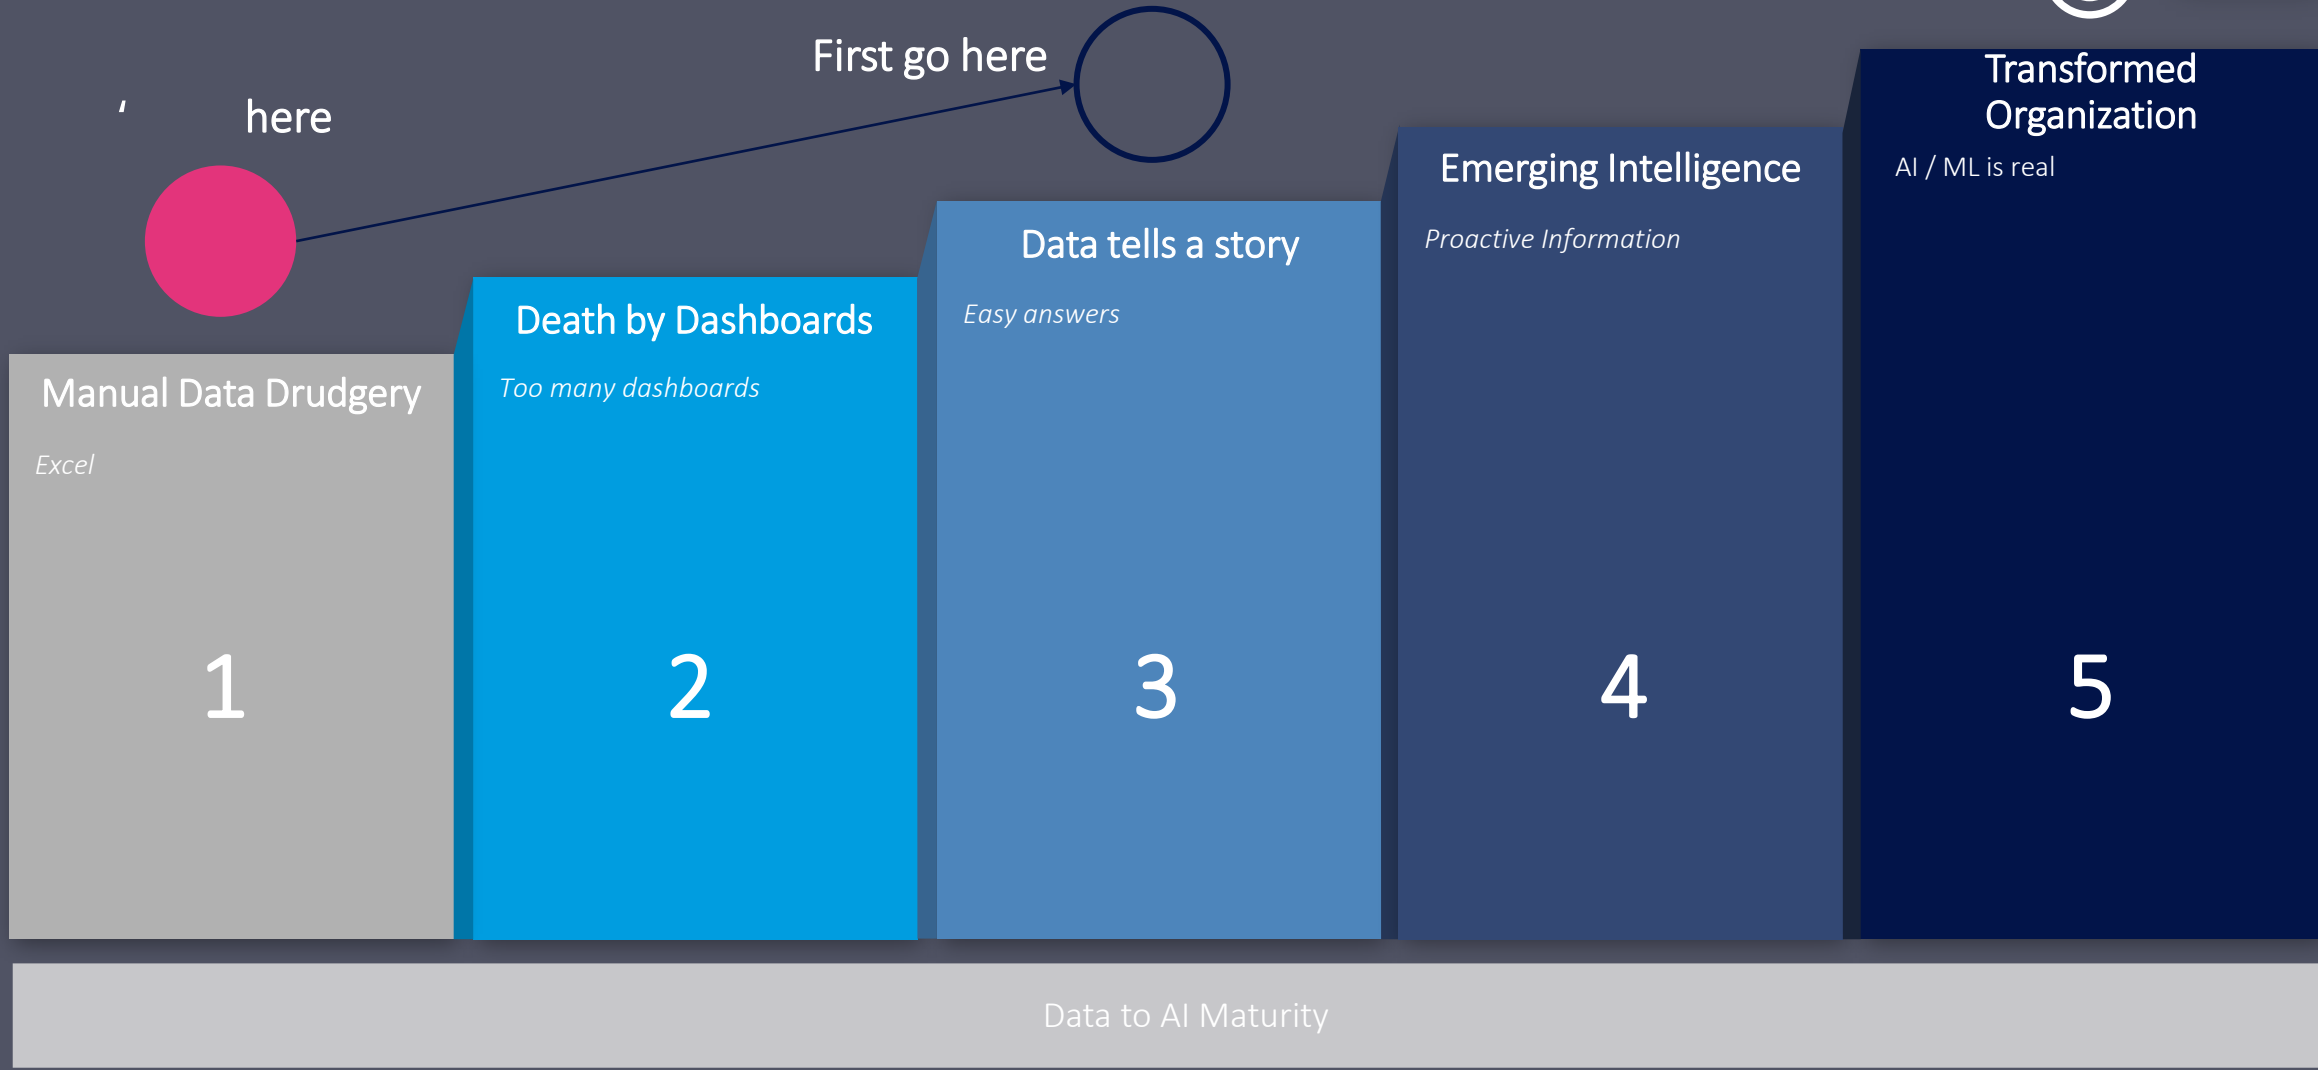 First go here
‘ here
Transformed
Organization
AI / ML is real
Emerging Intelligence
Proactive Information
Data tells a story
Easy answers
Death by Dashboards
Too many dashboards
Manual Data Drudgery
Excel
1
2
3
4
5
Data to AI Maturity